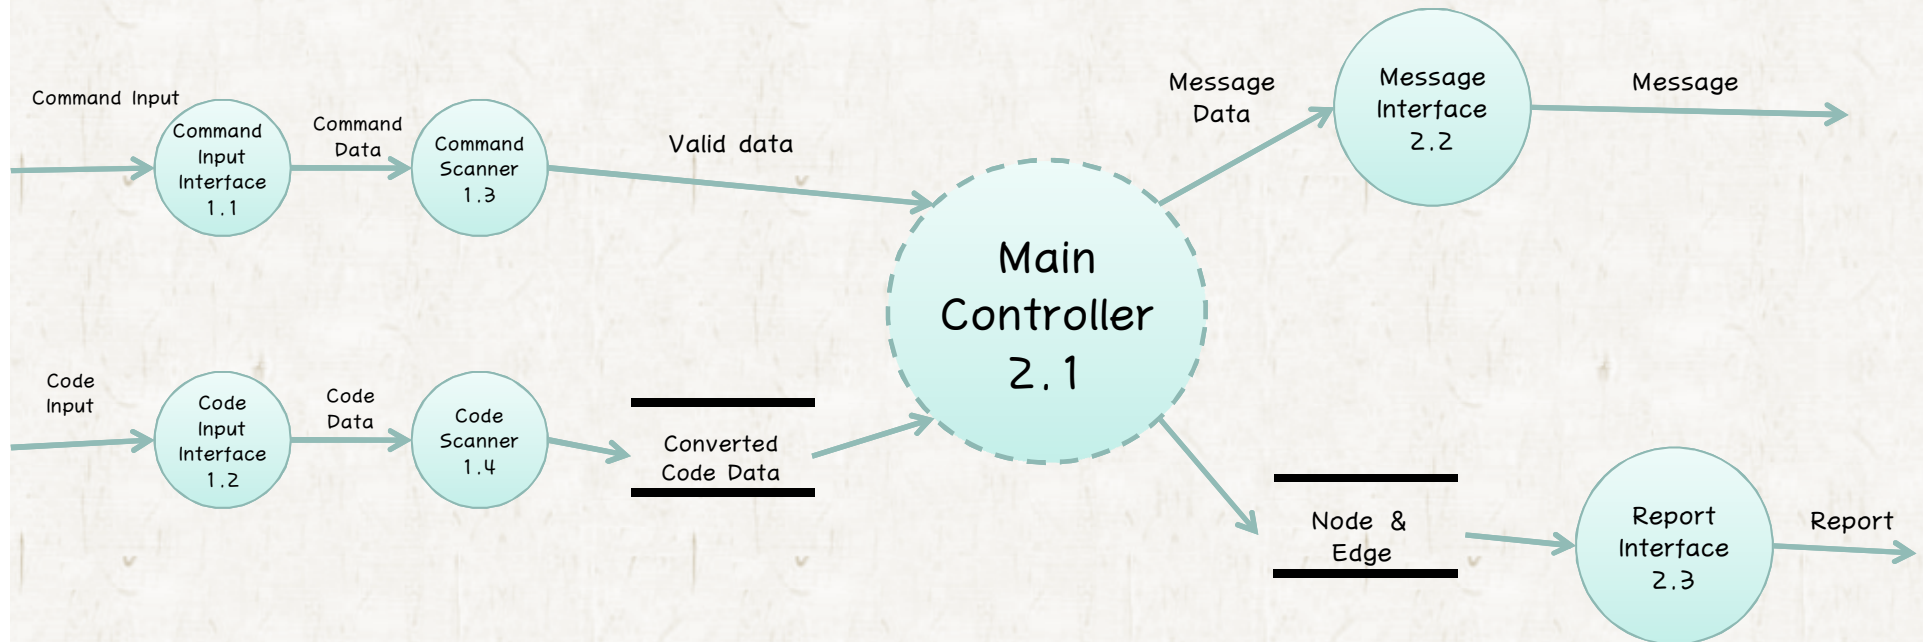 Command Input
Command
Input
Interface
1.1
Command
Data
Command
Scanner
1.3
Valid data
Message
Data
Message
Interface
2.2
Message
Main
Controller
2.1
Code
Input
Code
Input
Interface
1.2
Code
Data
Code
Scanner
1.4
Converted
Code Data
Node &
Edge
Report
Interface
2.3
Report